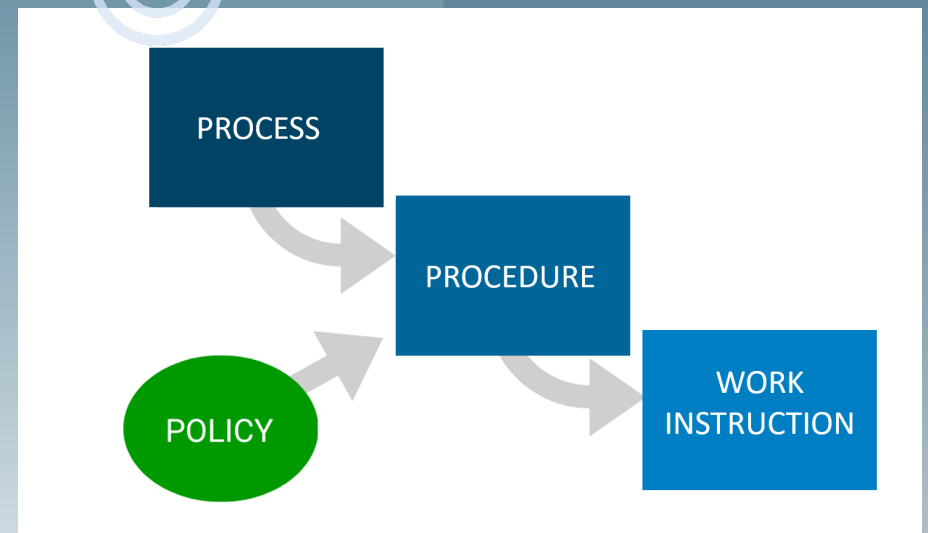 PROCESS
PROCEDURE
WORK
INSTRUCTION
POLICY